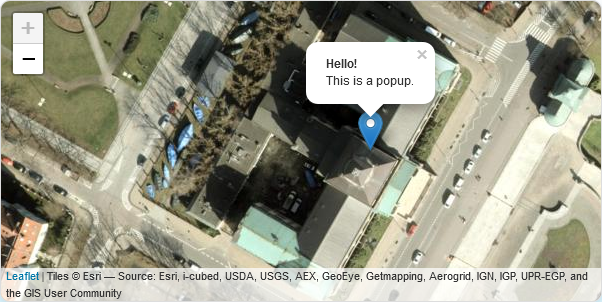 +
−
Hello!
This is a popup.
×
Leaflet | Tiles © Esri — Source: Esri, i-cubed, USDA, USGS, AEX, GeoEye, Getmapping, Aerogrid, IGN, IGP, UPR-EGP, and
the GIS User Community